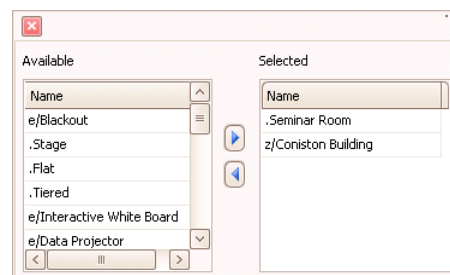 Available
Selected
Name
e/Blackout
.Stage
.Flat
.Tiered
e/Interactive White Board
e/Data Projector
Name
.Seminar Room
z/Coniston Building